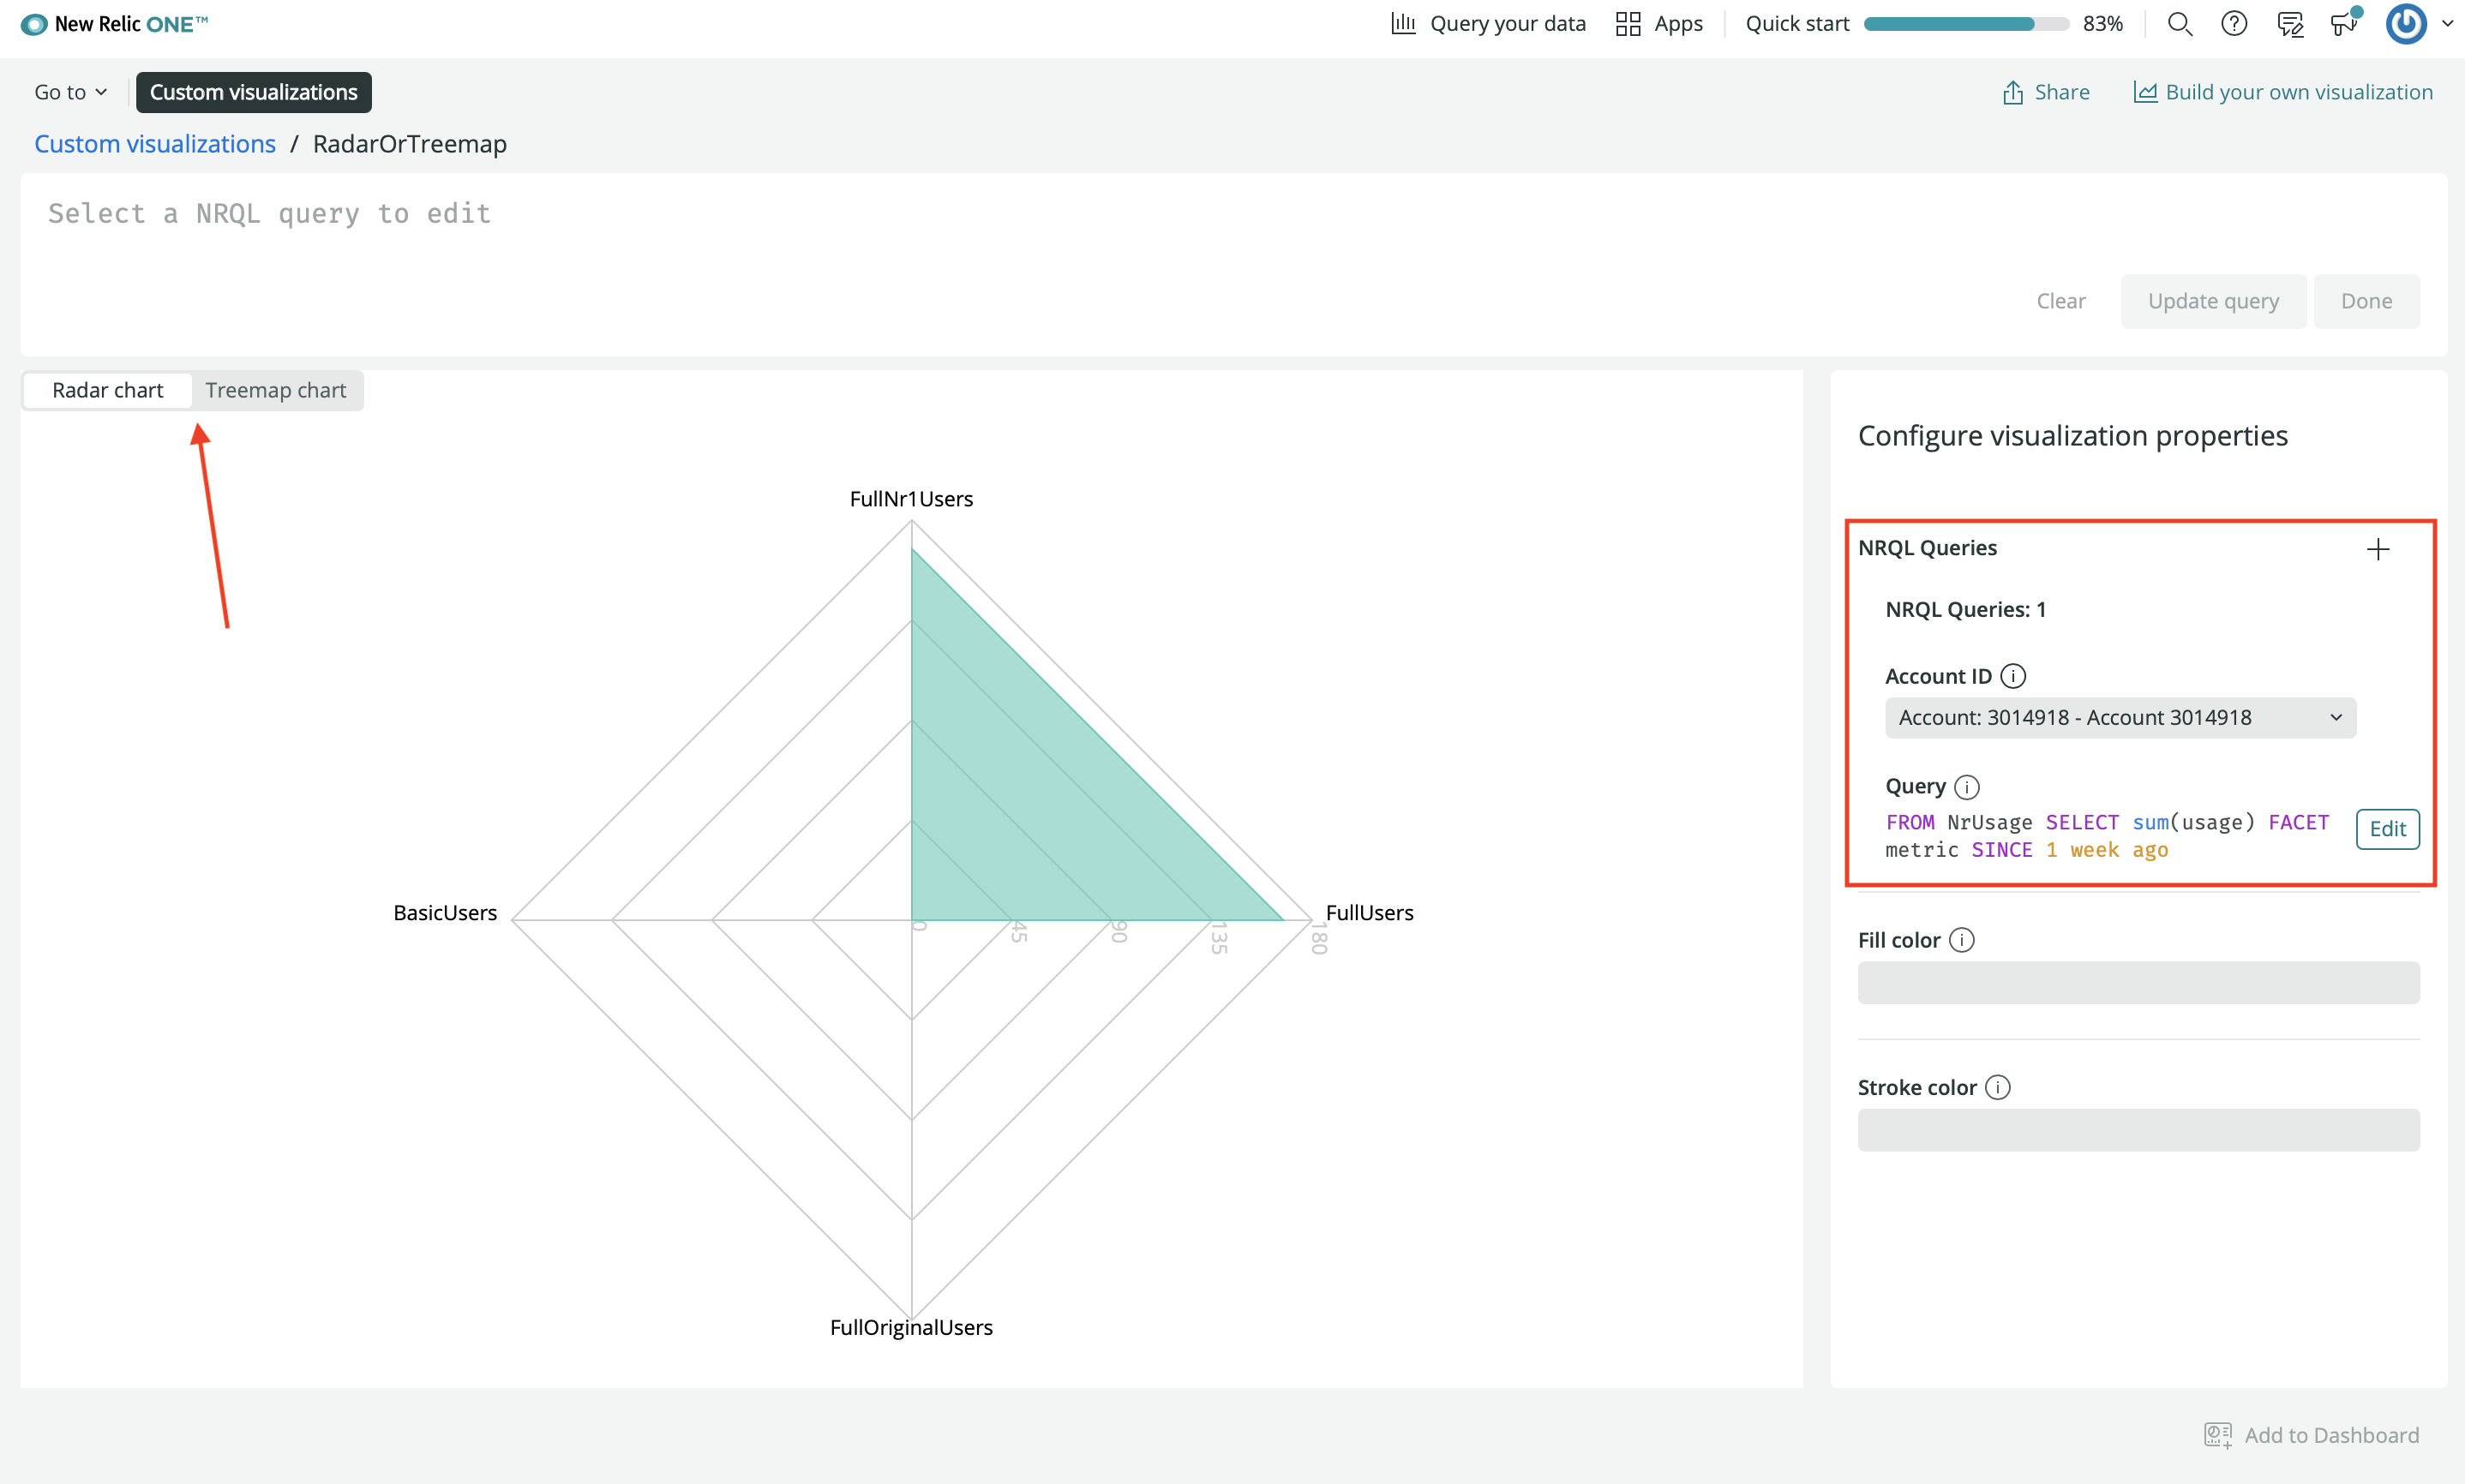 New Relic ONE™
Query your data
Apps
Quick start
83%
Go to
Custom visualizations
Share
Build your own visualization
Custom visualizations / RadarOrTreemap
Select a NRQL query to edit
Clear
Update query
Done
Radar chart
Treemap chart
FullNr1Users
BasicUsers
FullUsers
0
45
90
135
180
FullOriginalUsers
Configure visualization properties
NRQL Queries
NRQL Queries: 1
Account ID
Account: 3014918 - Account 3014918
Query
FROM NrUsage SELECT sum(usage) FACET
metric SINCE 1 week ago
Edit
Fill color
Stroke color
Add to Dashboard